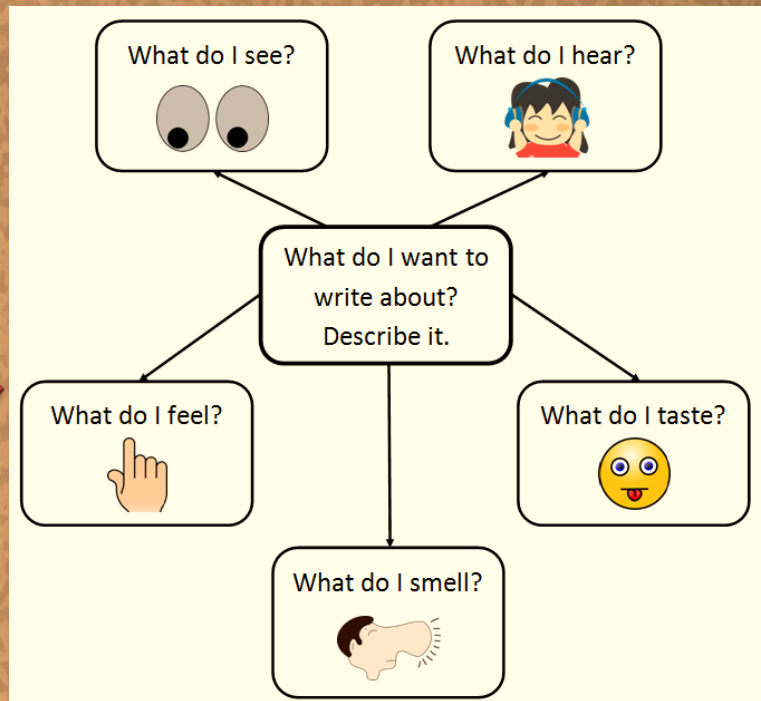 What do I see?
What do I hear?
What do I want to
write about?
Describe it.
What do I feel?
What do I taste?
What do I smell?